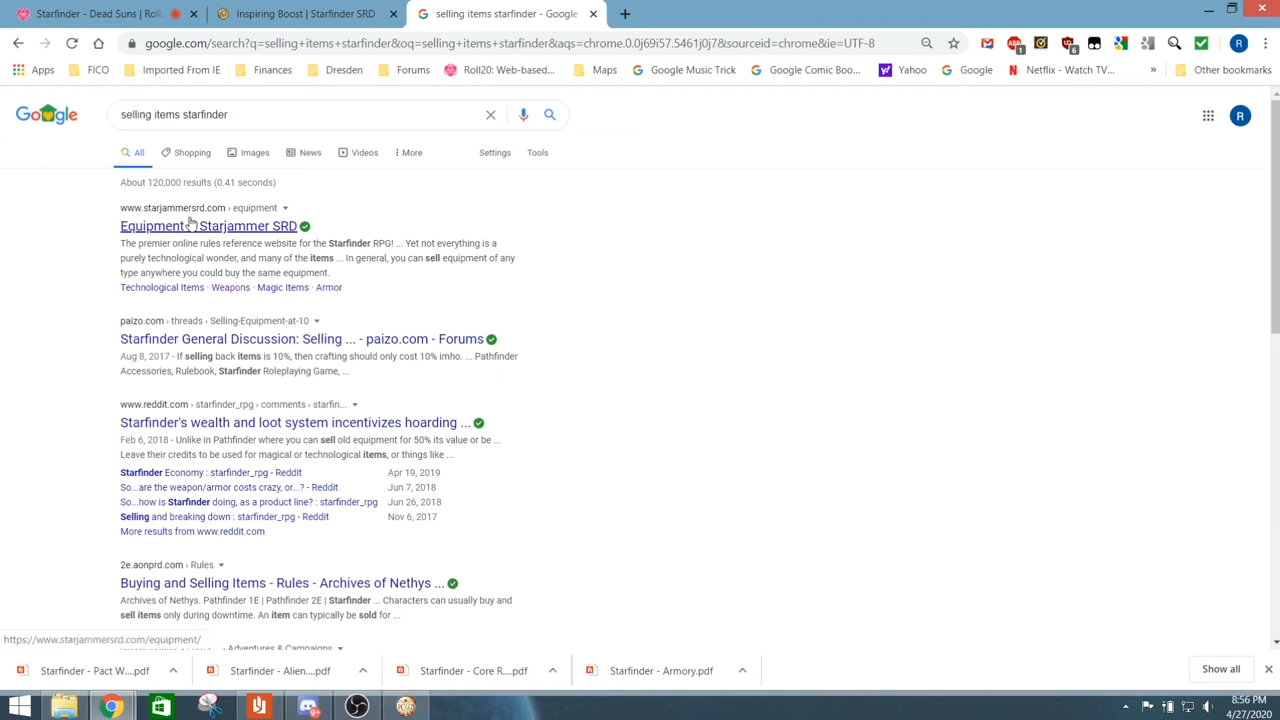 Starfinder - Dead Suns | Roll
Inspiring Boost | Starfinder SRD
selling items starfinder - Google
google.com/search?q=selling+items+starfinder&oq=selling+items+starfinder&aqs=chrome.0.0j69i57.5461j0j7&sourceid=chrome&ie=UTF-8
Apps FICO Imported From IE Finances Dresden Forums Roll20: Web-based... Maps Google Music Trick Google Comic Boo... Yahoo Google Netflix - Watch TV... » Other bookmarks
Google
selling items starfinder
R
All Shopping Images News Videos More Settings Tools
About 120,000 results (0.41 seconds)
www.starjammersrd.com › equipment
Equipment - Starjammer SRD
The premier online rules reference website for the Starfinder RPG! ... Yet not everything is a
purely technological wonder, and many of the items ... In general, you can sell equipment of any
type anywhere you could buy the same equipment.
Technological Items · Weapons · Magic Items · Armor
paizo.com › threads › Selling-Equipment-at-10
Starfinder General Discussion: Selling ... - paizo.com - Forums
Aug 8, 2017 - If selling back items is 10%, then crafting should only cost 10% imho. ... Pathfinder
Accessories, Rulebook, Starfinder Roleplaying Game, ...
www.reddit.com › starfinder_rpg › comments › starfin...
Starfinder's wealth and loot system incentivizes hoarding ...
Feb 6, 2018 - Unlike in Pathfinder where you can sell old equipment for 50% its value or be ...
Leave their credits to be used for magical or technological items, or things like ...
Starfinder Economy : starfinder_rpg - Reddit Apr 19, 2019
So...are the weapon/armor costs crazy, or...? - Reddit Jun 7, 2018
So...how is Starfinder doing, as a product line? : starfinder_rpg Jun 26, 2018
Selling and breaking down : starfinder_rpg - Reddit Nov 6, 2017
More results from www.reddit.com
2e.aonprd.com › Rules
Buying and Selling Items - Rules - Archives of Nethys ...
Archives of Nethys. Pathfinder 1E | Pathfinder 2E | Starfinder ... Characters can usually buy and
sell items only during downtime. An item can typically be sold for ...
https://www.starjammersrd.com/equipment/
› Adventures & Campaigns
Starfinder - Pact W....pdf Starfinder - Alien....pdf Starfinder - Core R....pdf Starfinder - Armory.pdf Show all
8:56 PM
4/27/2020